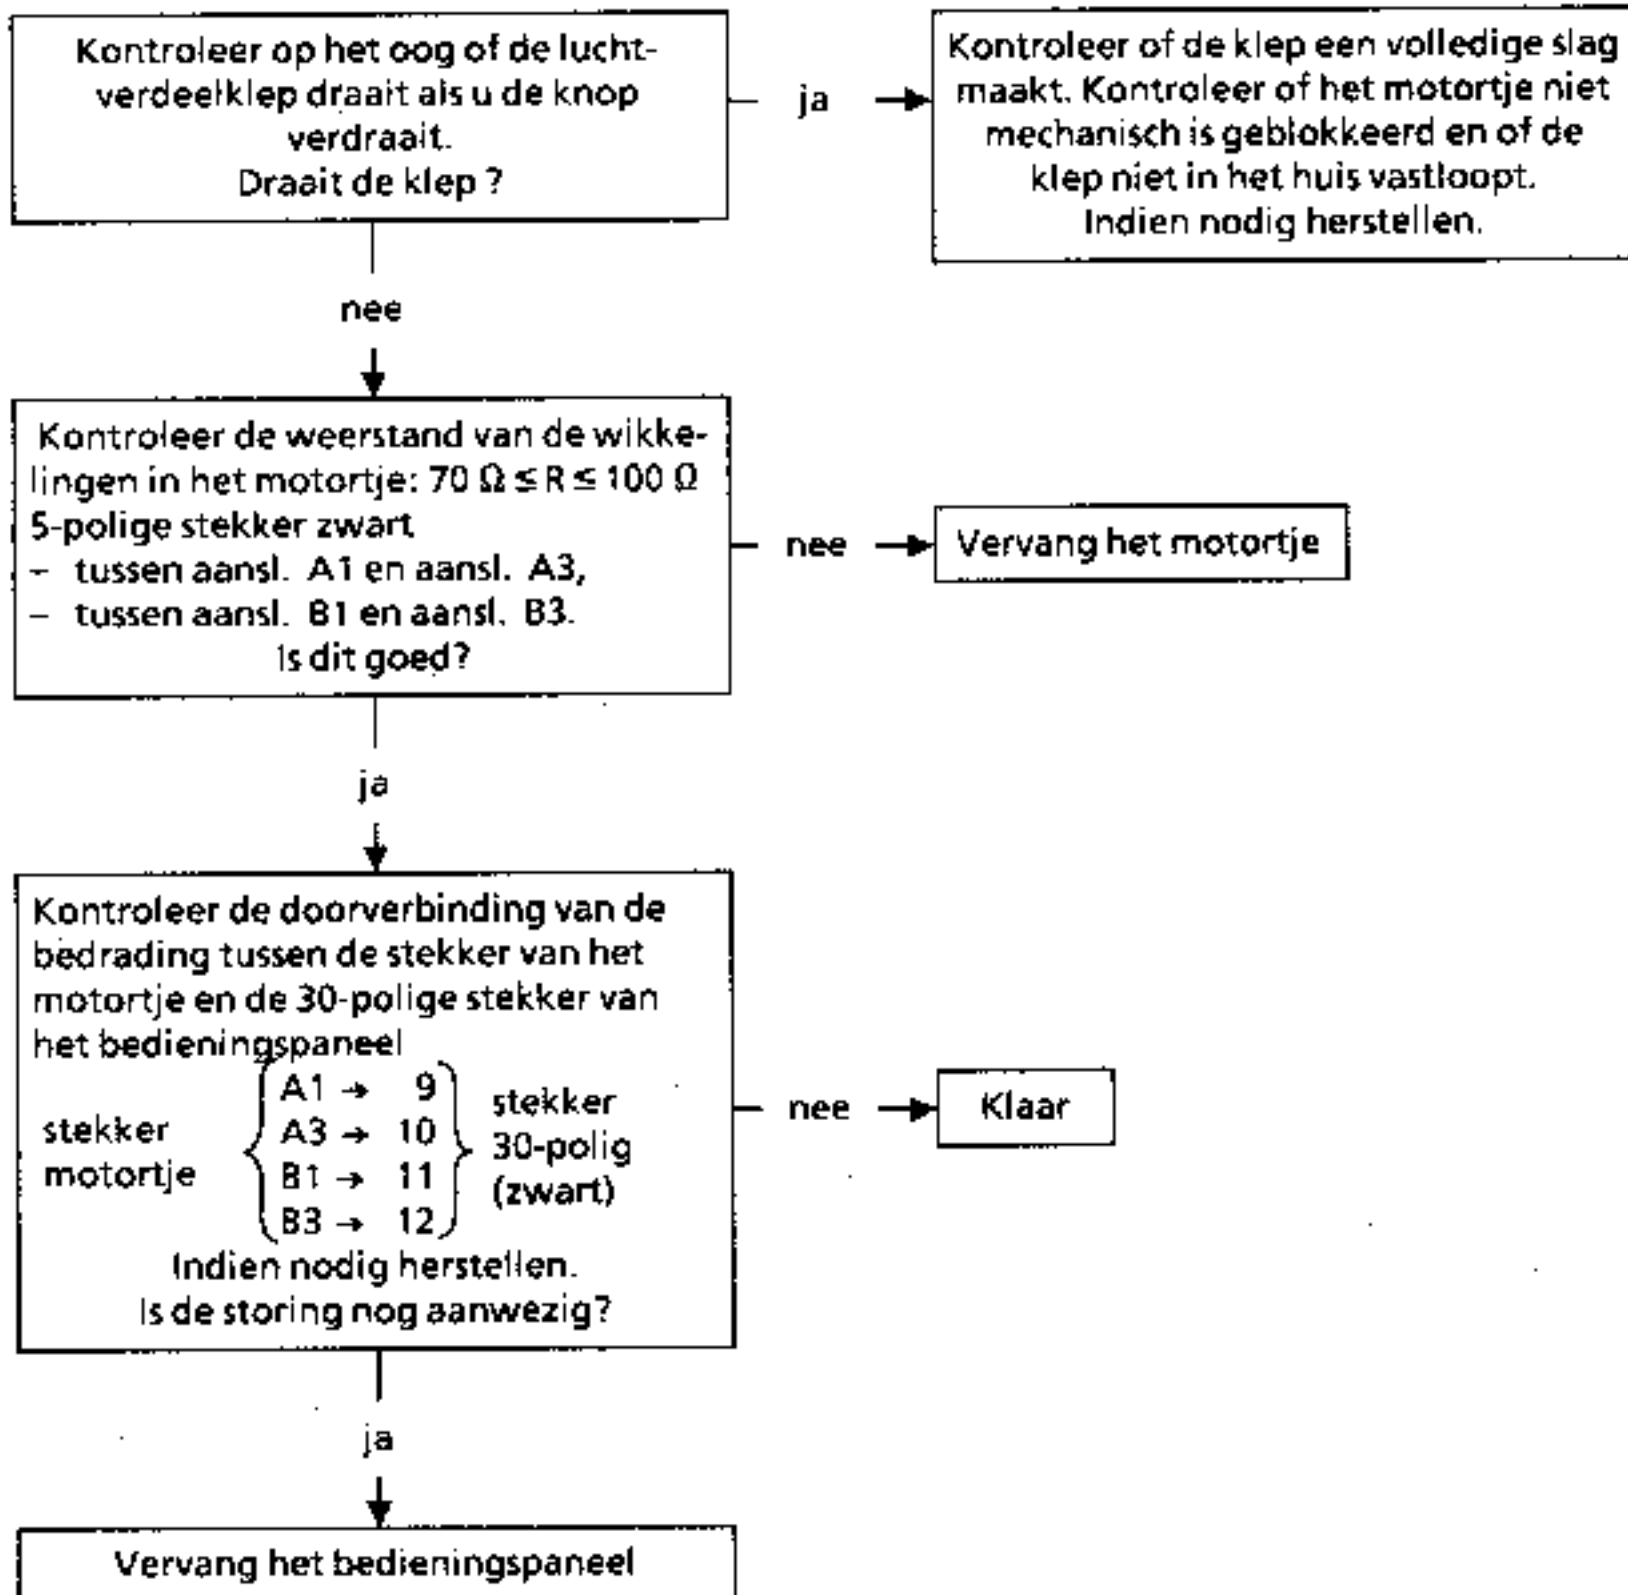 Kontroleer op het oog of de lucht-
verdeelklep draait als u de knop
verdraait.
Draait de klep ?
ja
Kontroleer of de klep een volledige slag
maakt. Kontroleer of het motortje niet
mechanisch is geblokkeerd en of de
klep niet in het huis vastloopt.
Indien nodig herstellen.
nee
Kontroleer de weerstand van de wikke-
lingen in het motortje: 70 Ω ≤ R ≤ 100 Ω
5-polige stekker zwart
– tussen aansl. A1 en aansl. A3,
– tussen aansl. B1 en aansl. B3.
Is dit goed?
nee
Vervang het motortje
ja
Kontroleer de doorverbinding van de
bedrading tussen de stekker van het
motortje en de 30-polige stekker van
het bedieningspaneel
stekker
motortje
A1 → 9
A3 → 10
B1 → 11
B3 → 12
stekker
30-polig
(zwart)
Indien nodig herstellen.
Is de storing nog aanwezig?
nee
Klaar
ja
Vervang het bedieningspaneel